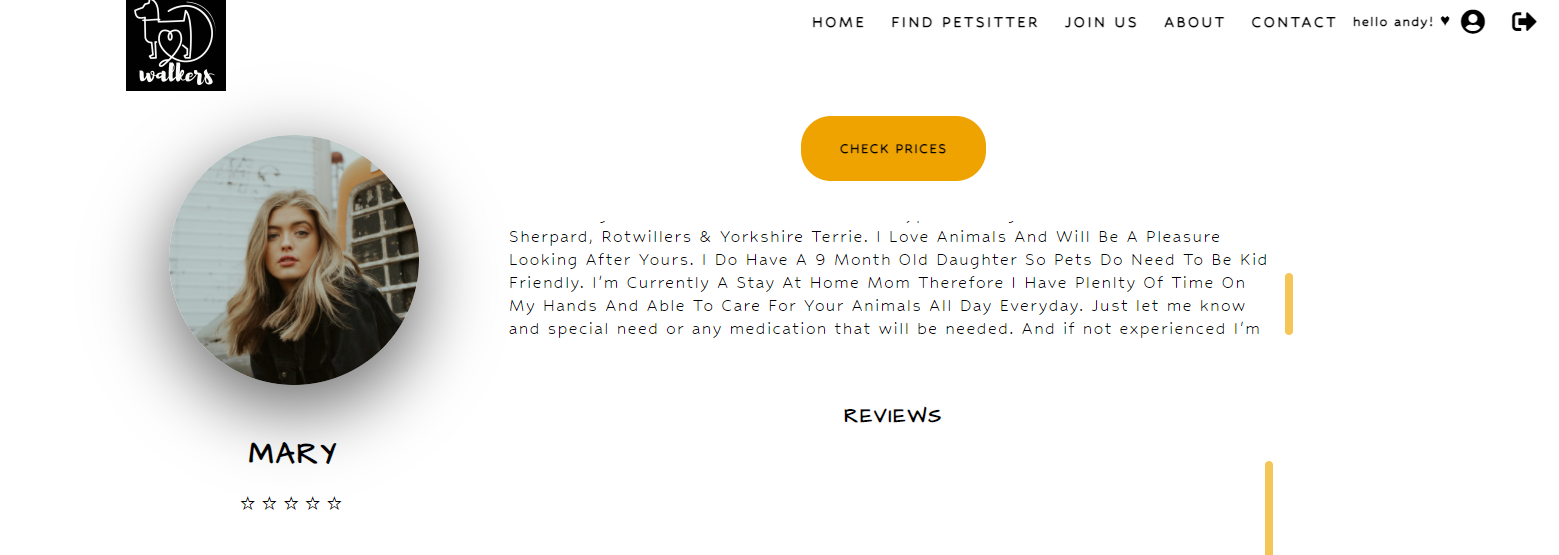 walkers
HOME FIND PETSITTER JOIN US ABOUT CONTACT hello andy! ♥
CHECK PRICES
Sherpard, Rotwillers & Yorkshire Terrie. I Love Animals And Will Be A Pleasure
Looking After Yours. I Do Have A 9 Month Old Daughter So Pets Do Need To Be Kid
Friendly. I'm Currently A Stay At Home Mom Therefore I Have Plenlty Of Time On
My Hands And Able To Care For Your Animals All Day Everyday. Just let me know
and special need or any medication that will be needed. And if not experienced I'm
REVIEWS
MARY
☆ ☆ ☆ ☆ ☆